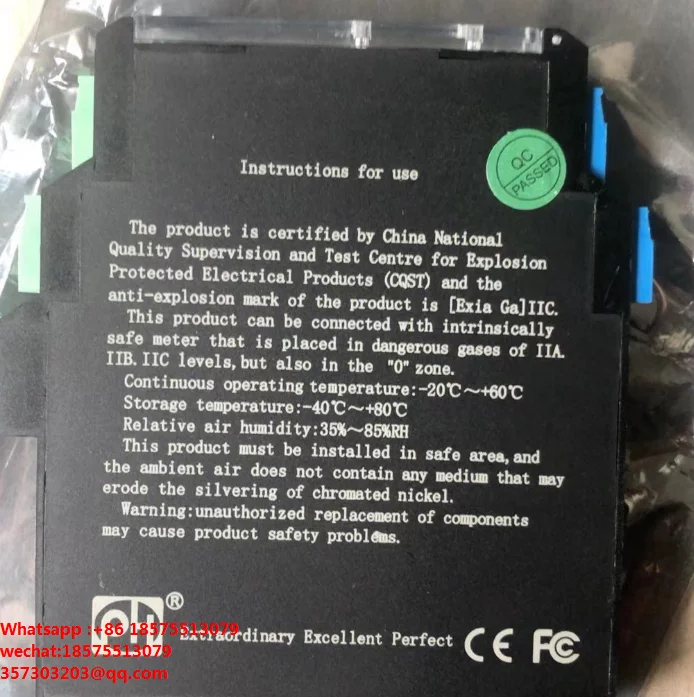 QC
PASSED
Instructions for use
The product is certified by China National
Quality Supervision and Test Centre for Explosion
Protected Electrical Products (CQST) and the
anti-explosion mark of the product is [Exia Ga]IIC.
This product can be connected with intrinsically
safe meter that is placed in dangerous gases of IIA.
IIB.IIC levels,but also in the "0" zone.
Continuous operating temperature:-20℃～+60℃
Storage temperature:-40℃～+80℃
Relative air humidity:35%～85%RH
This product must be installed in safe area,and
the ambient air does not contain any medium that may
erode the silvering of chromated nickel.
Warning:unauthorized replacement of components
may cause product safety problems.
®
Extraordinary Excellent Perfect CE FC
Whatsapp :+86 18575513079
wechat:18575513079
357303203@qq.com